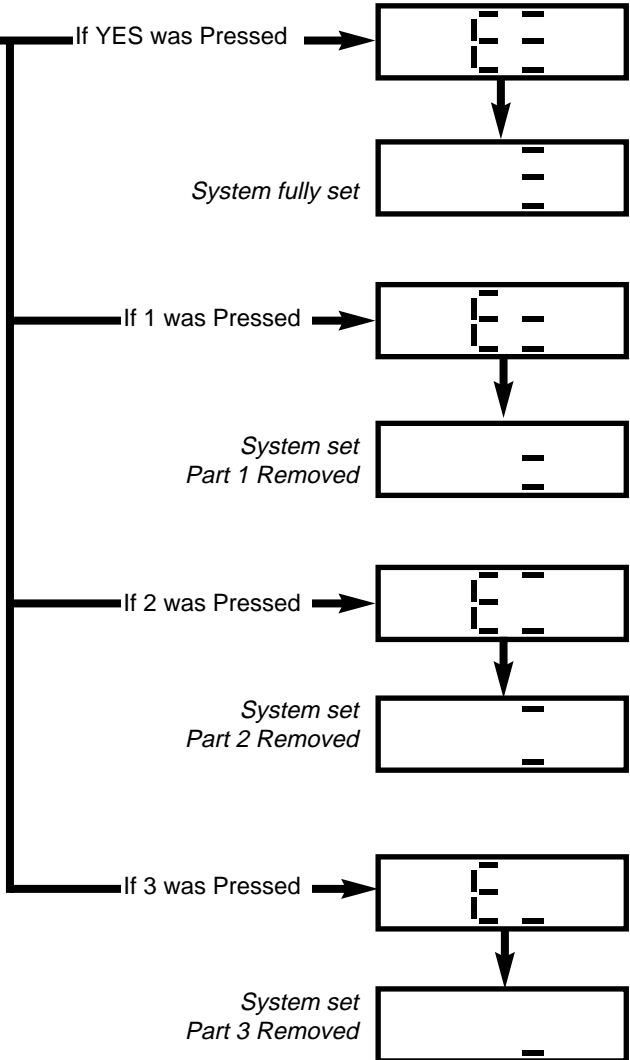 If YES was Pressed
E
System fully set
If 1 was Pressed
E
System set
Part 1 Removed
If 2 was Pressed
E
System set
Part 2 Removed
If 3 was Pressed
E
System set
Part 3 Removed